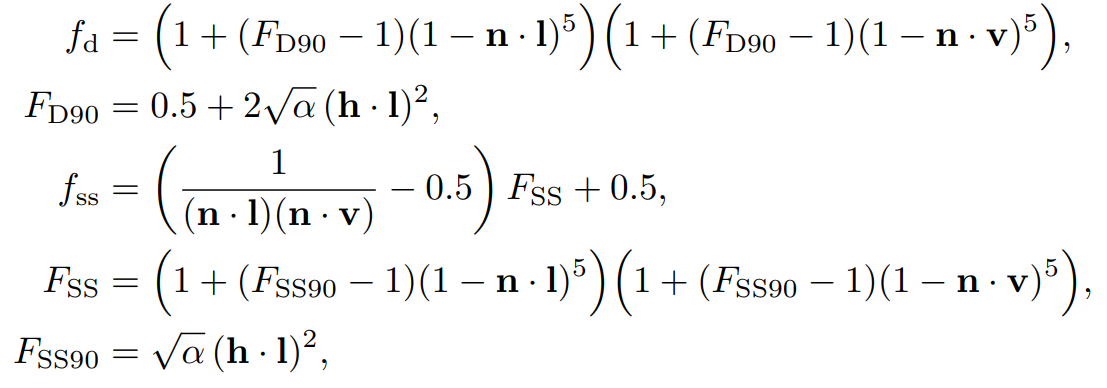 f_d = (1 + (F_D90 − 1)(1 − n · l)^5)(1 + (F_D90 − 1)(1 − n · v)^5),
F_D90 = 0.5 + 2√α (h · l)^2,
f_ss = (1/((n · l)(n · v)) − 0.5) F_SS + 0.5,
F_SS = (1 + (F_SS90 − 1)(1 − n · l)^5)(1 + (F_SS90 − 1)(1 − n · v)^5),
F_SS90 = √α (h · l)^2,